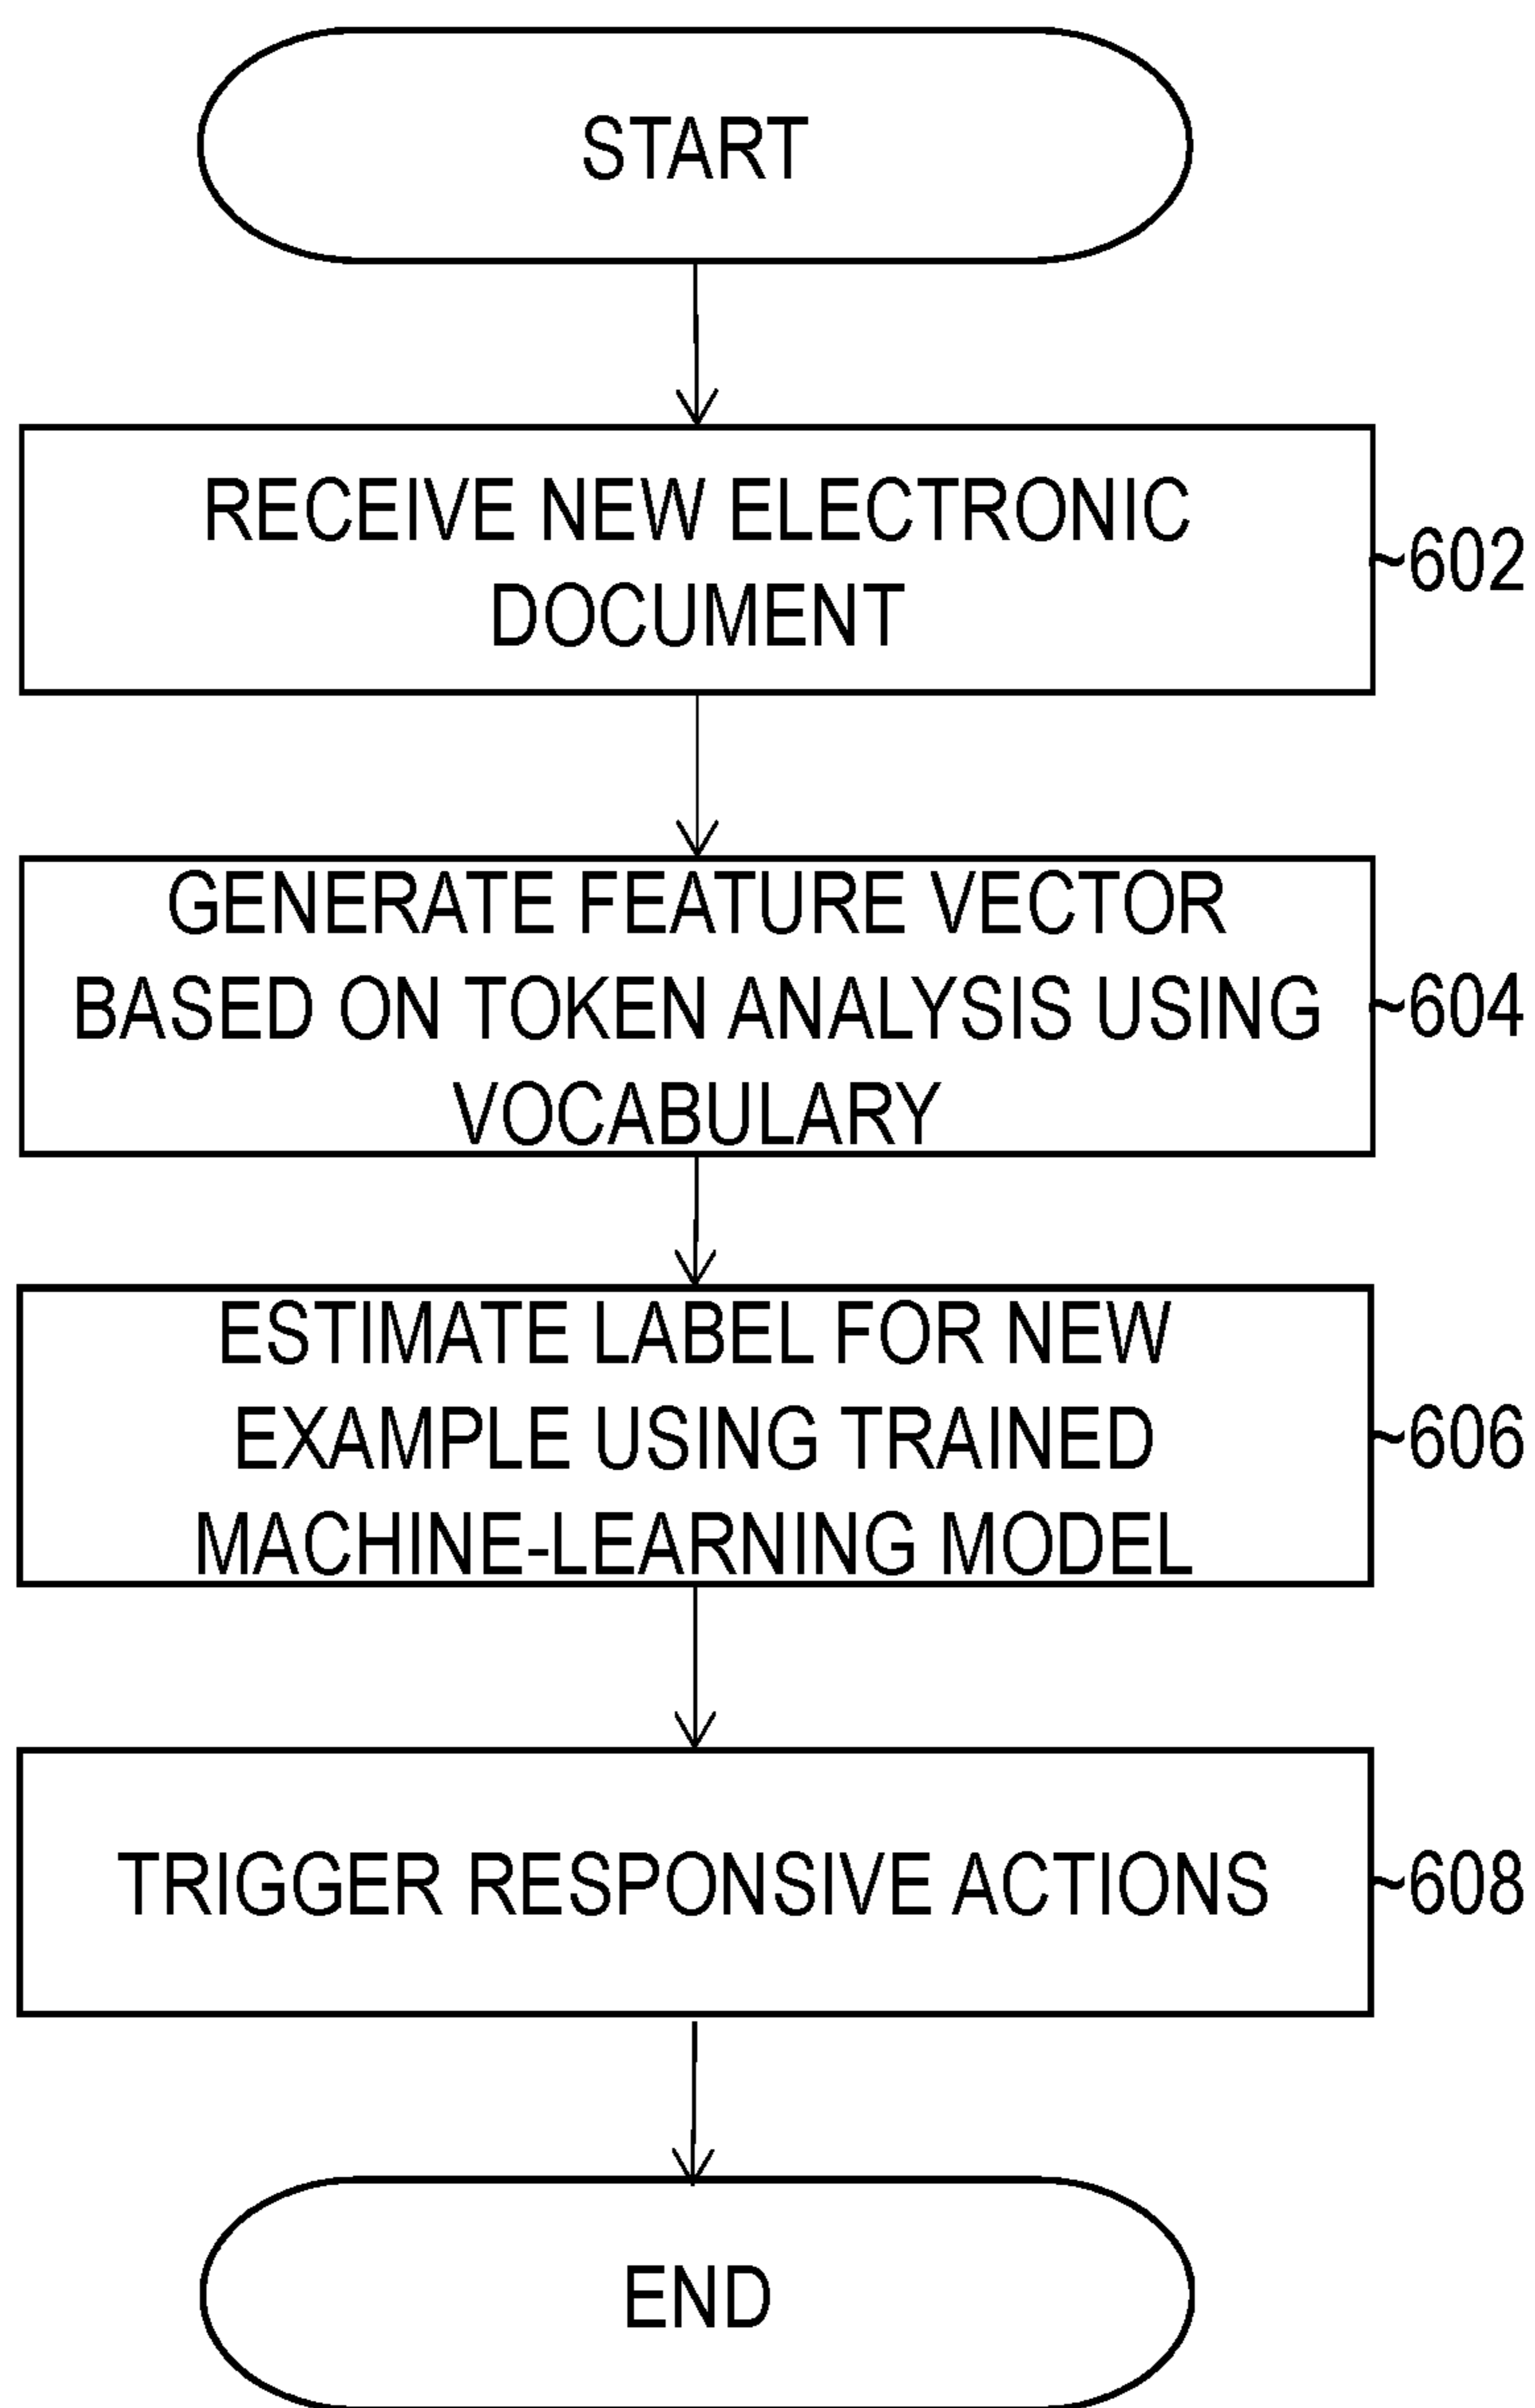 START
RECEIVE NEW ELECTRONIC
DOCUMENT
~602
GENERATE FEATURE VECTOR
BASED ON TOKEN ANALYSIS USING
VOCABULARY
~604
ESTIMATE LABEL FOR NEW
EXAMPLE USING TRAINED
MACHINE-LEARNING MODEL
~606
TRIGGER RESPONSIVE ACTIONS
~608
END